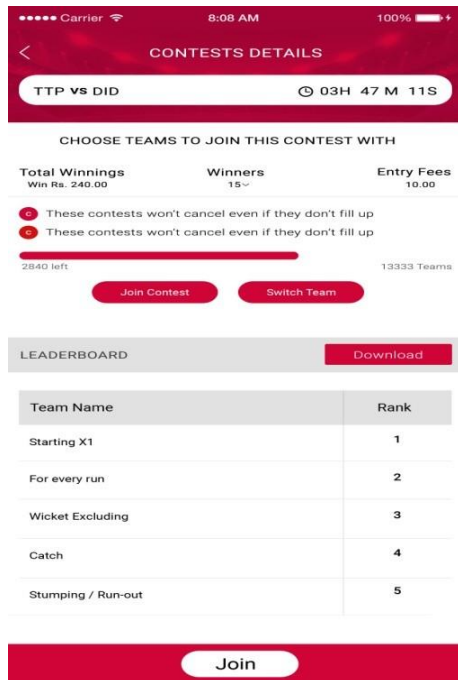 Carrier 8:08 AM 100%
CONTESTS DETAILS
TTP vs DID 03H 47 M 11S
CHOOSE TEAMS TO JOIN THIS CONTEST WITH
Total Winnings Winners Entry Fees
Win Rs. 240.00 15 10.00
C These contests won't cancel even if they don't fill up
C These contests won't cancel even if they don't fill up
2840 left 13333 Teams
Join Contest Switch Team
LEADERBOARD Download
Team Name Rank
Starting X1 1
For every run 2
Wicket Excluding 3
Catch 4
Stumping / Run-out 5
Join